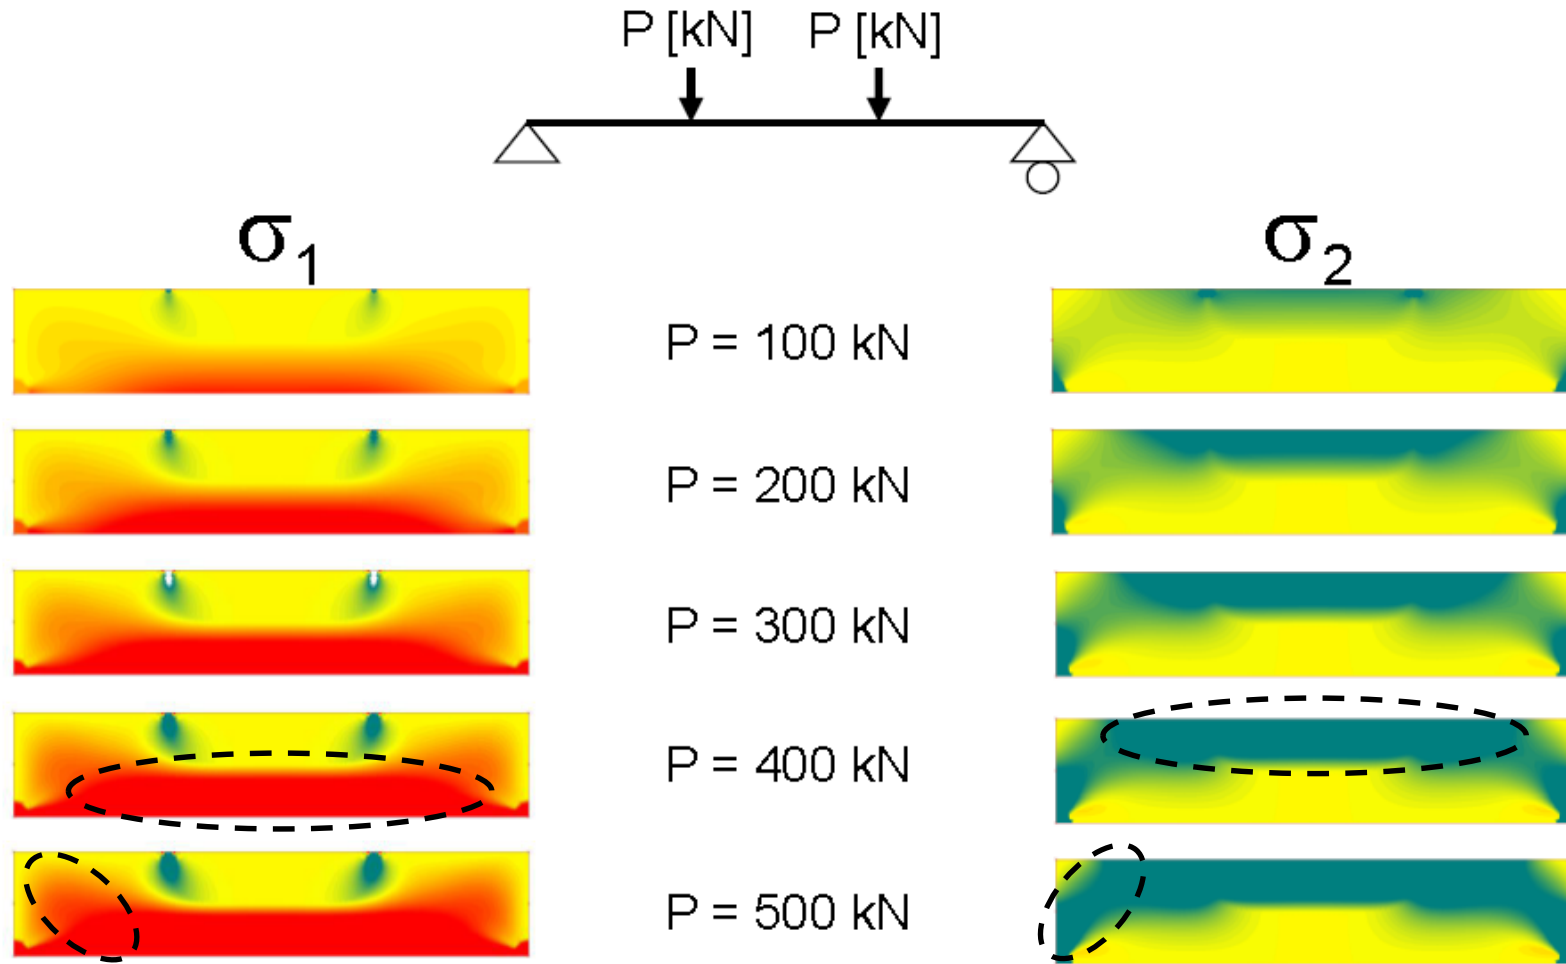 P [kN] P [kN]
σ1 σ2
P = 100 kN
P = 200 kN
P = 300 kN
P = 400 kN
P = 500 kN